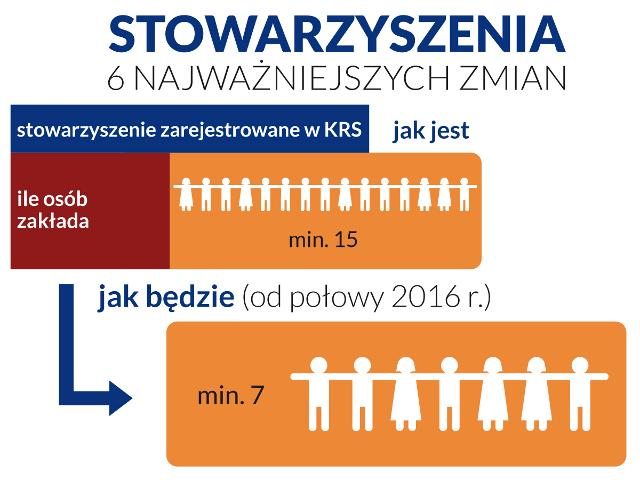 STOWARZYSZENIA
6 NAJWAŻNIEJSZYCH ZMIAN
stowarzyszenie zarejestrowane w KRS
jak jest
ile osób
zakłada
min. 15
jak będzie (od połowy 2016 r.)
min. 7